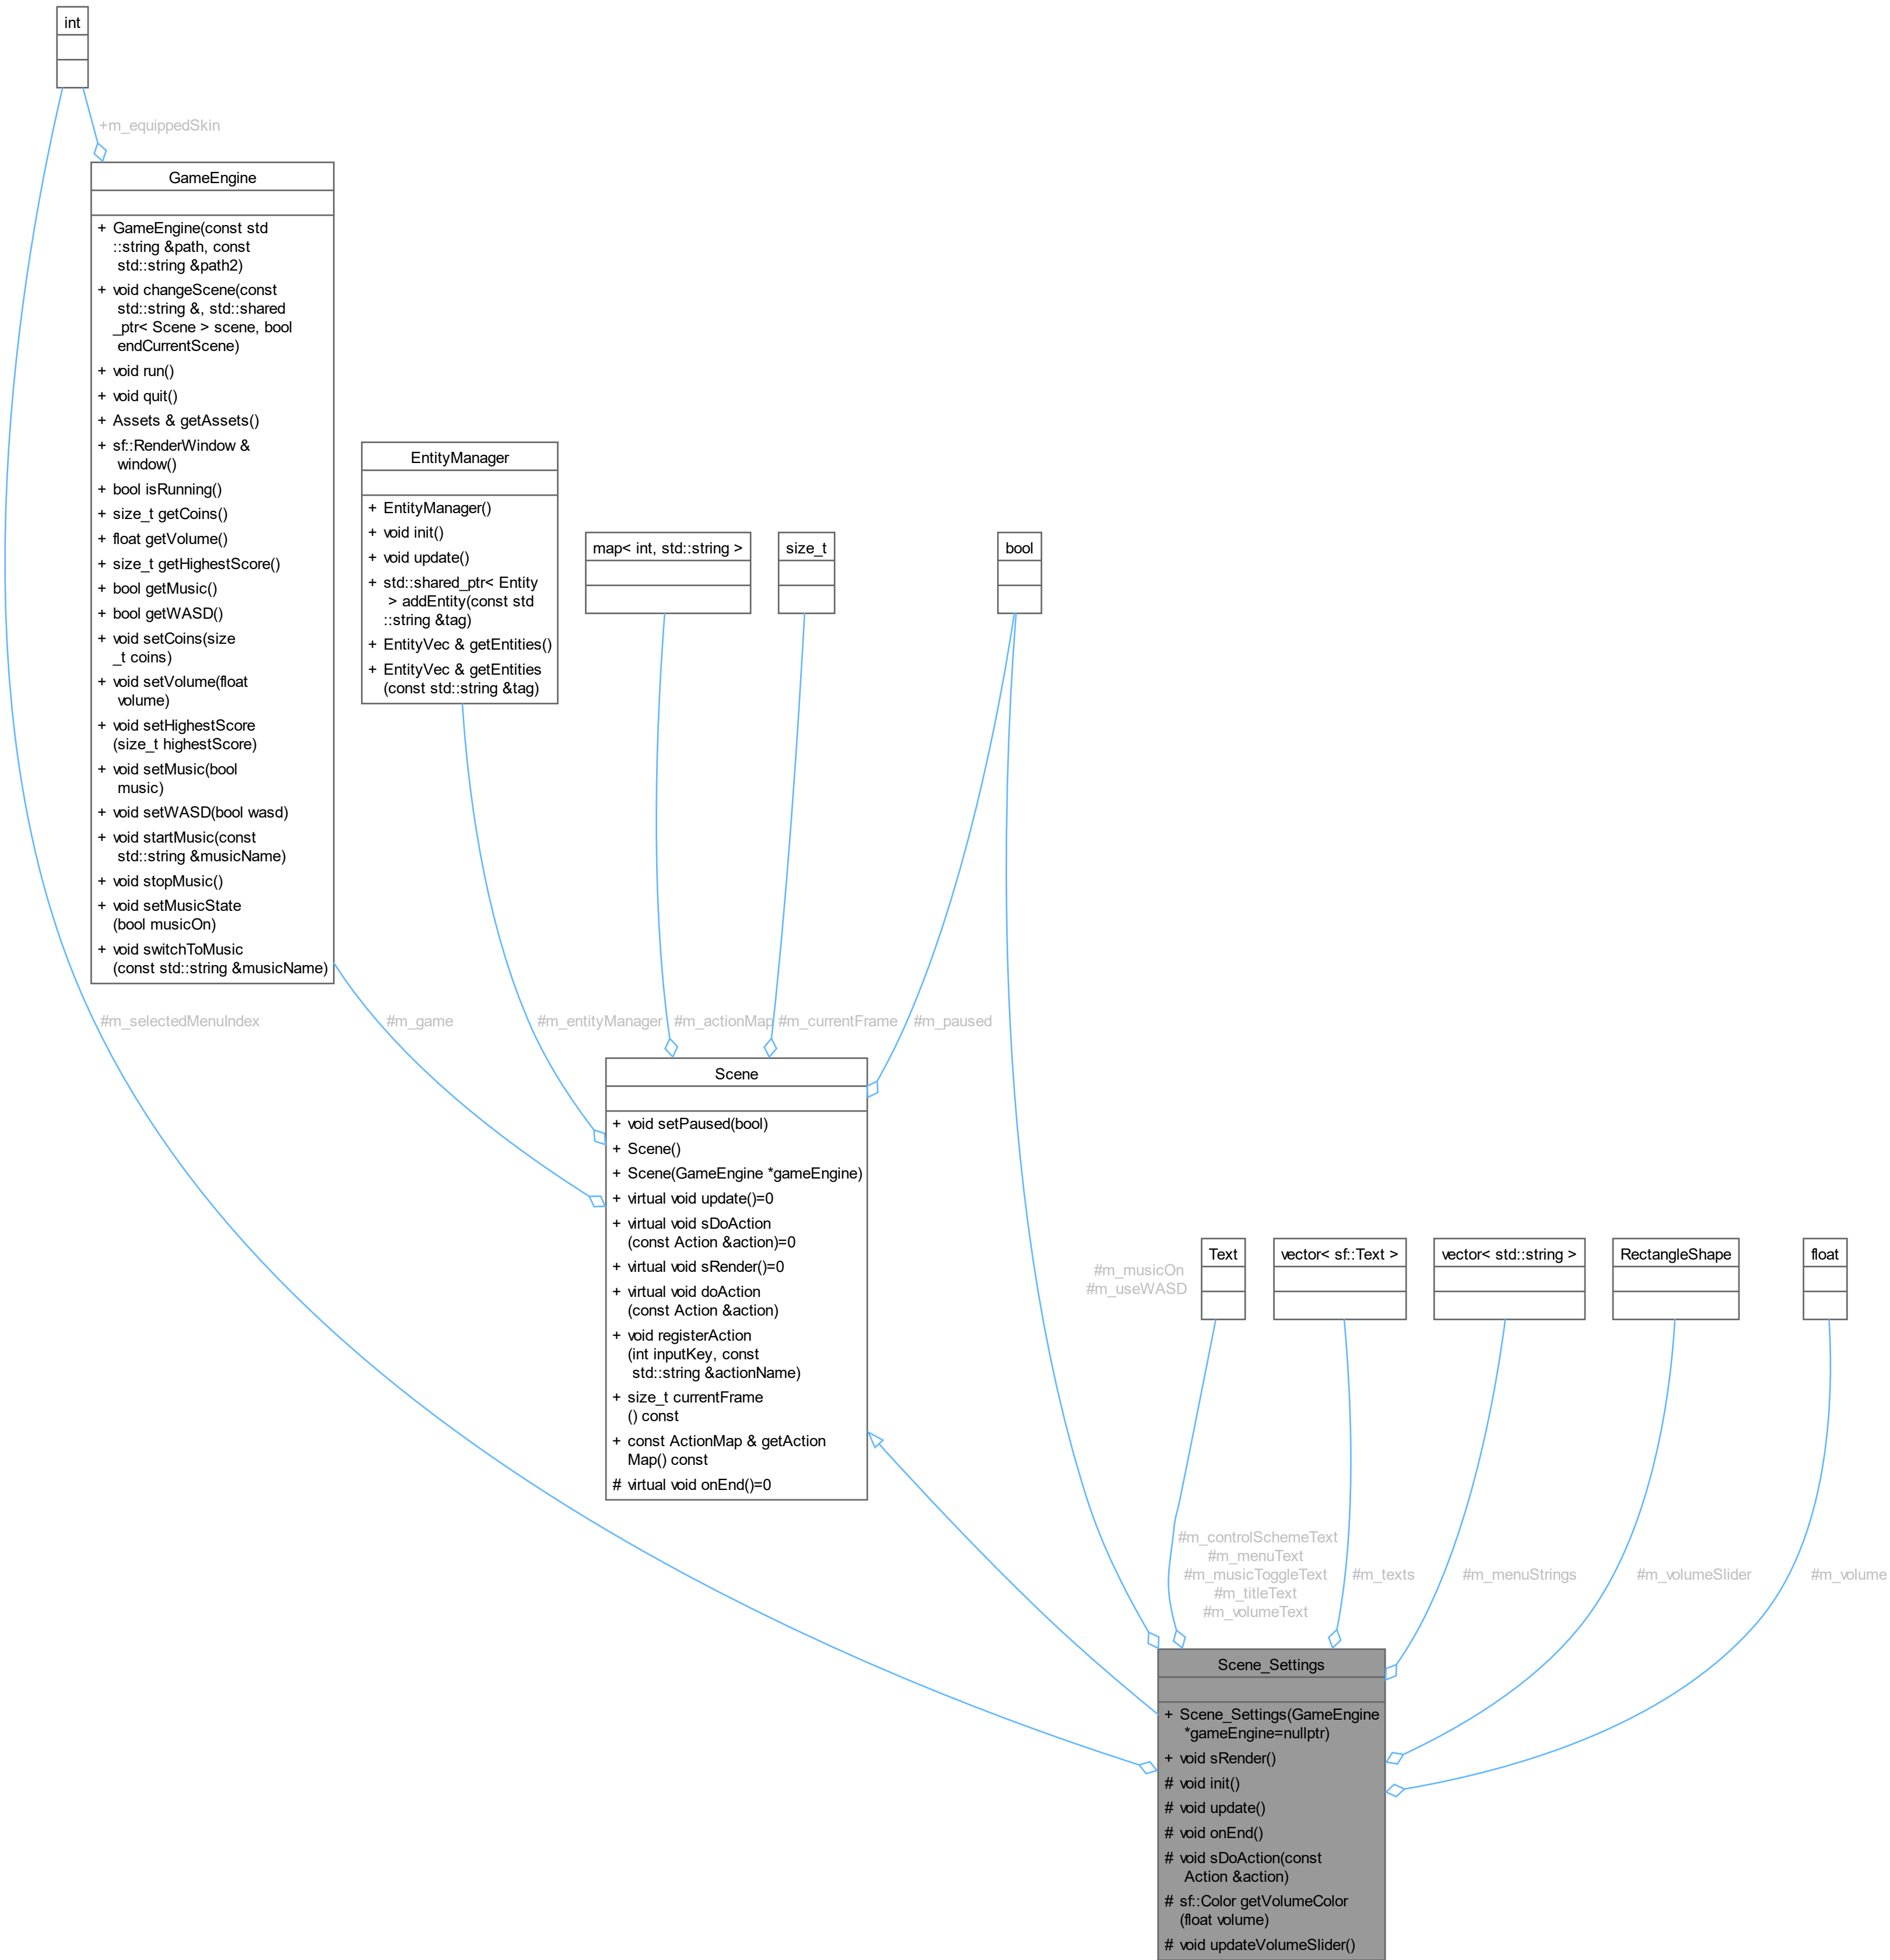 int
+m_equippedSkin
GameEngine
+ GameEngine(const std
::string &path, const
std::string &path2)
+ void changeScene(const
std::string &, std::shared
_ptr< Scene > scene, bool
endCurrentScene)
+ void run()
+ void quit()
+ Assets & getAssets()
+ sf::RenderWindow &
window()
+ bool isRunning()
+ size_t getCoins()
+ float getVolume()
+ size_t getHighestScore()
+ bool getMusic()
+ bool getWASD()
+ void setCoins(size
_t coins)
+ void setVolume(float
volume)
+ void setHighestScore
(size_t highestScore)
+ void setMusic(bool
music)
+ void setWASD(bool wasd)
+ void startMusic(const
std::string &musicName)
+ void stopMusic()
+ void setMusicState
(bool musicOn)
+ void switchToMusic
(const std::string &musicName)
EntityManager
+ EntityManager()
+ void init()
+ void update()
+ std::shared_ptr< Entity
> addEntity(const std
::string &tag)
+ EntityVec & getEntities()
+ EntityVec & getEntities
(const std::string &tag)
map< int, std::string >
size_t
bool
#m_selectedMenuIndex
#m_game
#m_entityManager
#m_actionMap
#m_currentFrame
#m_paused
Scene
+ void setPaused(bool)
+ Scene()
+ Scene(GameEngine *gameEngine)
+ virtual void update()=0
+ virtual void sDoAction
(const Action &action)=0
+ virtual void sRender()=0
+ virtual void doAction
(const Action &action)
+ void registerAction
(int inputKey, const
std::string &actionName)
+ size_t currentFrame
() const
+ const ActionMap & getAction
Map() const
# virtual void onEnd()=0
#m_musicOn
#m_useWASD
Text
vector< sf::Text >
vector< std::string >
RectangleShape
float
#m_controlSchemeText
#m_menuText
#m_musicToggleText
#m_titleText
#m_volumeText
#m_texts
#m_menuStrings
#m_volumeSlider
#m_volume
Scene_Settings
+ Scene_Settings(GameEngine
*gameEngine=nullptr)
+ void sRender()
# void init()
# void update()
# void onEnd()
# void sDoAction(const
Action &action)
# sf::Color getVolumeColor
(float volume)
# void updateVolumeSlider()